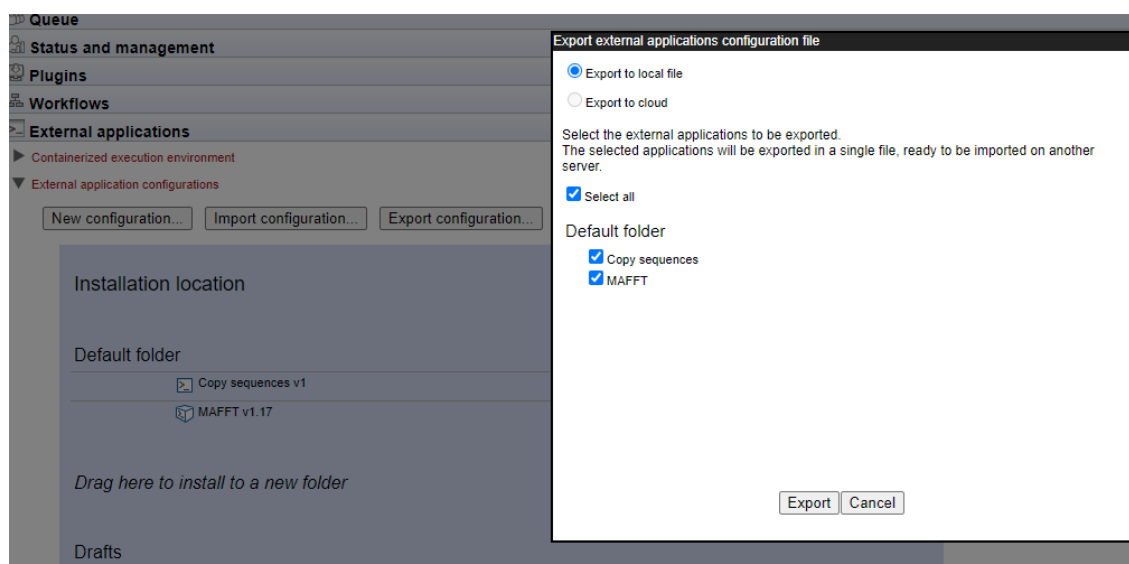 Queue
Status and management
Plugins
Workflows
External applications
Containerized execution environment
External application configurations
New configuration... Import configuration... Export configuration...
Installation location
Default folder
Copy sequences v1
MAFFT v1.17
Drag here to install to a new folder
Drafts
Export external applications configuration file
Export to local file
Export to cloud
Select the external applications to be exported.
The selected applications will be exported in a single file, ready to be imported on another
server.
Select all
Default folder
Copy sequences
MAFFT
Export Cancel